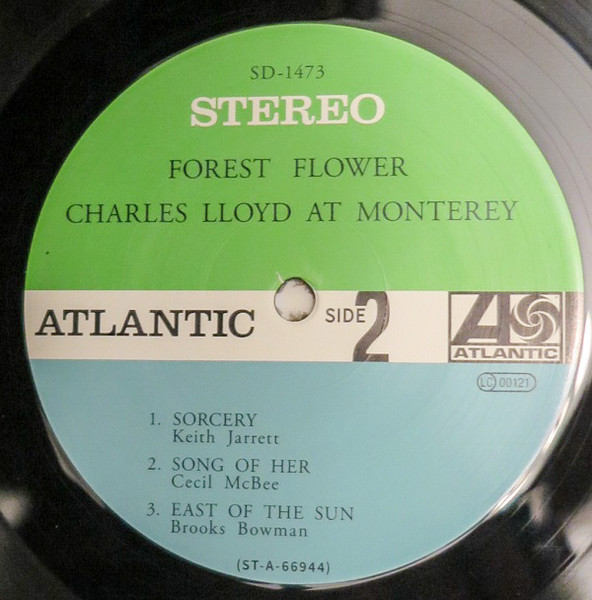 SD-1473
STEREO
FOREST FLOWER
CHARLES LLOYD AT MONTEREY
ATLANTIC
SIDE 2
A
ATLANTIC
LC 00121
1. SORCERY
Keith Jarrett
2. SONG OF HER
Cecil McBee
3. EAST OF THE SUN
Brooks Bowman
(ST-A-66944)